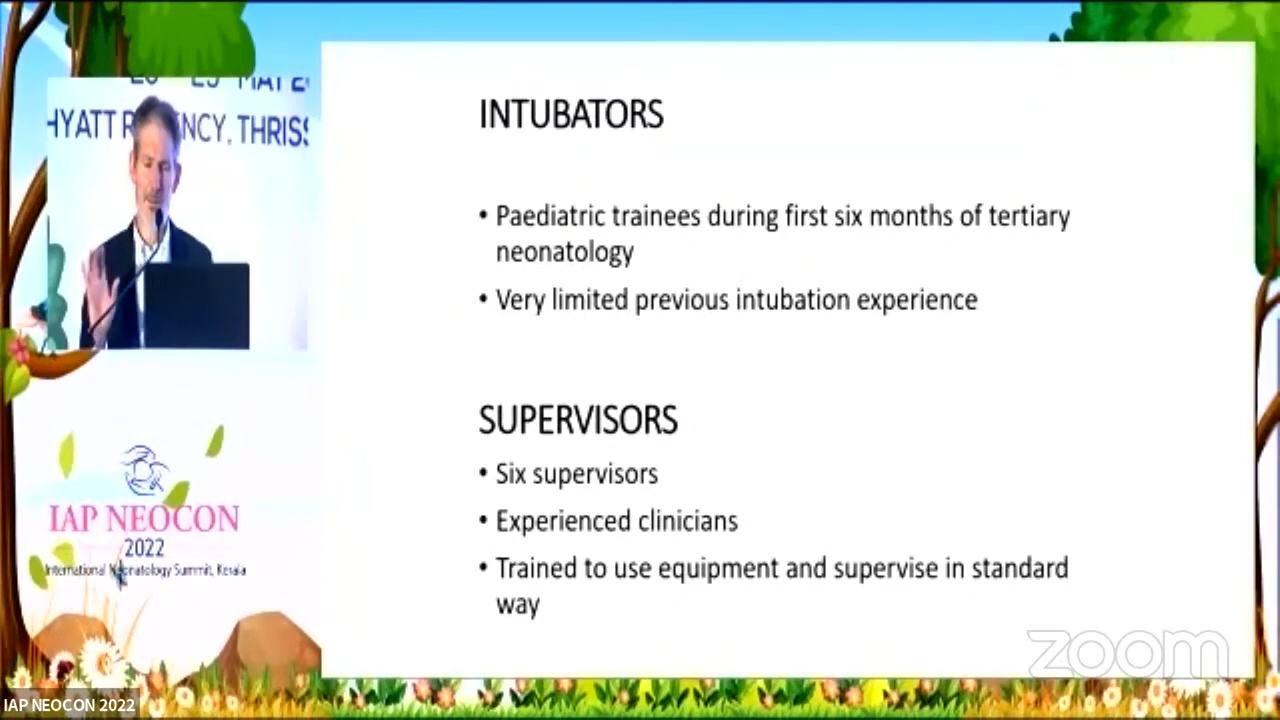 HYATT R
NCY, THRISS
INTUBATORS
• Paediatric trainees during first six months of tertiary
neonatology
• Very limited previous intubation experience
SUPERVISORS
• Six supervisors
• Experienced clinicians
• Trained to use equipment and supervise in standard
way
IAP NEOCON
2022
International Neonatology Summit, Kerala
zoom
IAP NEOCON 2022